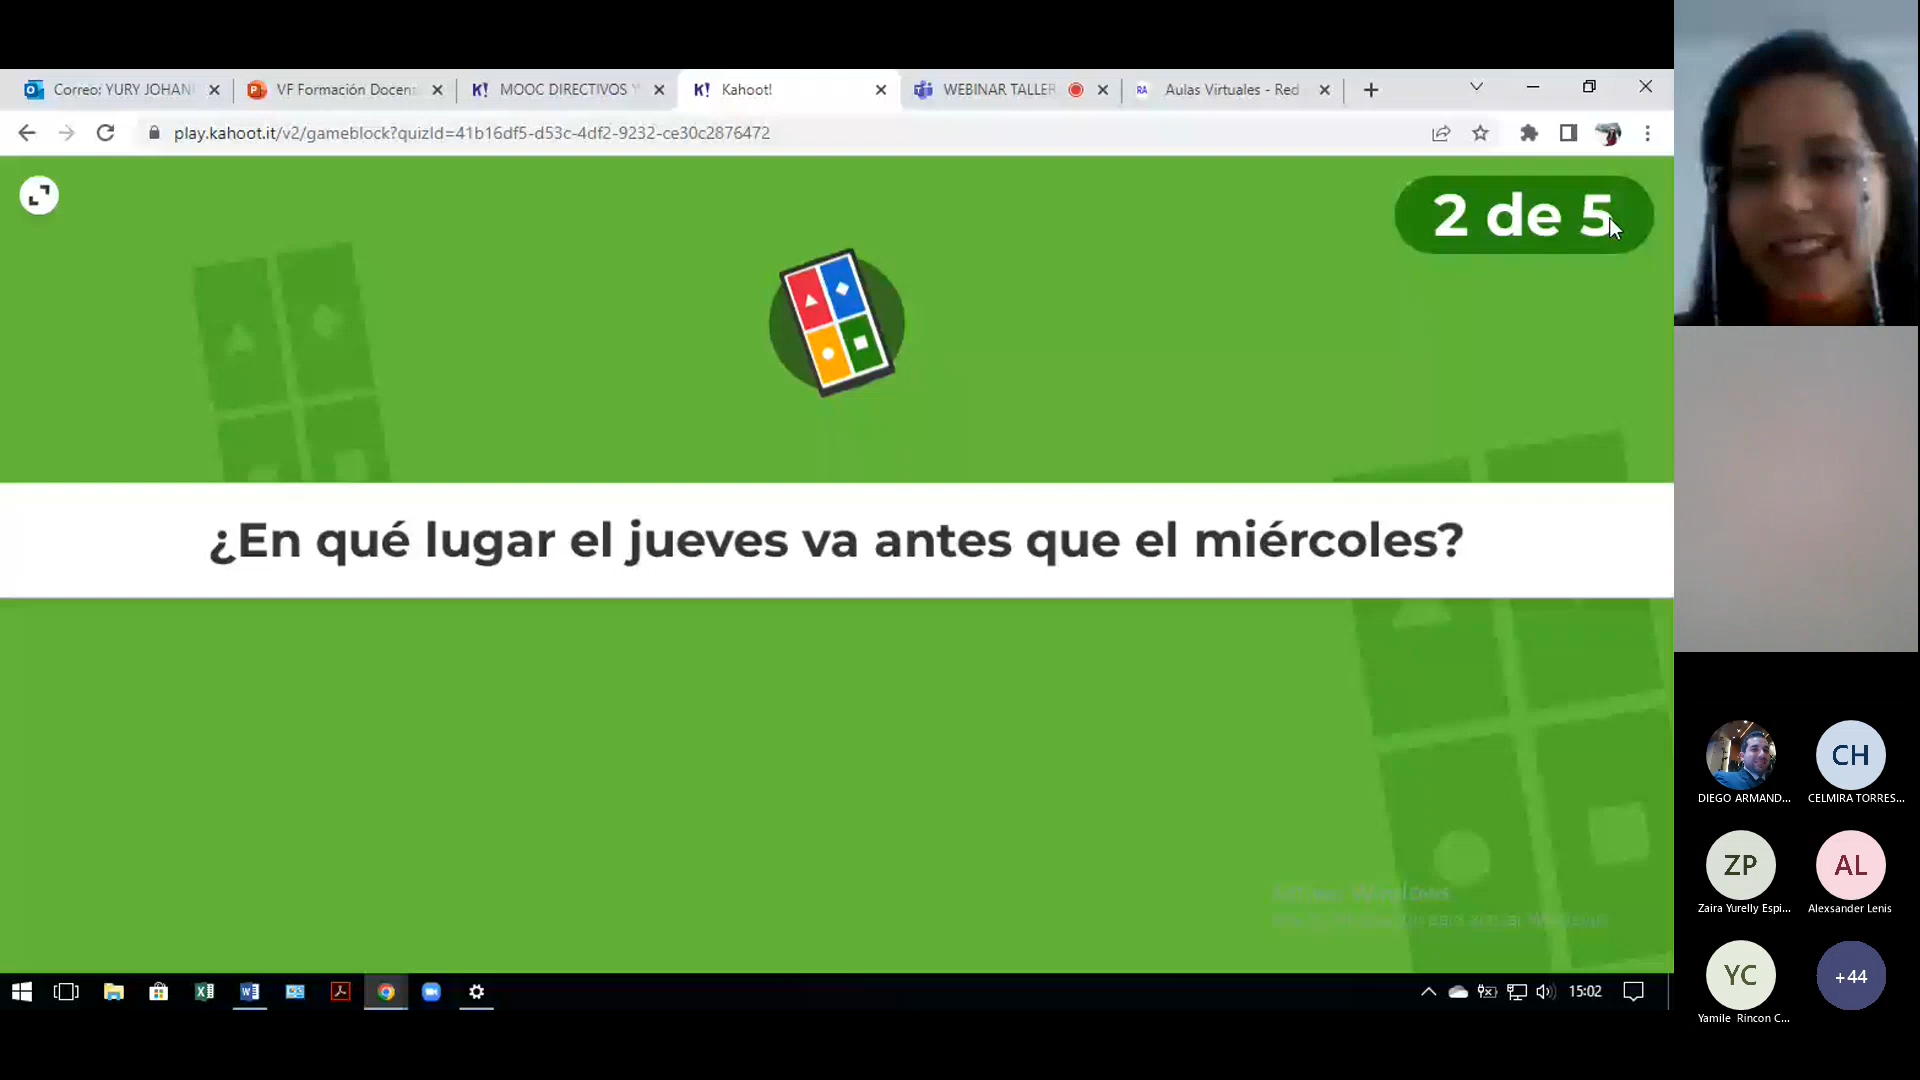 Correo: YURY JOHAN
VF Formación Docen
K! MOOC DIRECTIVOS Y
K! Kahoot!
WEBINAR TALLER
RA Aulas Virtuales - Red
play.kahoot.it/v2/gameblock?quizId=41b16df5-d53c-4df2-9232-ce30c2876472
2 de 5
¿En qué lugar el jueves va antes que el miércoles?
DIEGO ARMAND...
CH
CELMIRA TORRES...
ZP
Zaira Yurelly Espi...
AL
Alexsander Lenis
YC
Yamile Rincon C...
+44
15:02